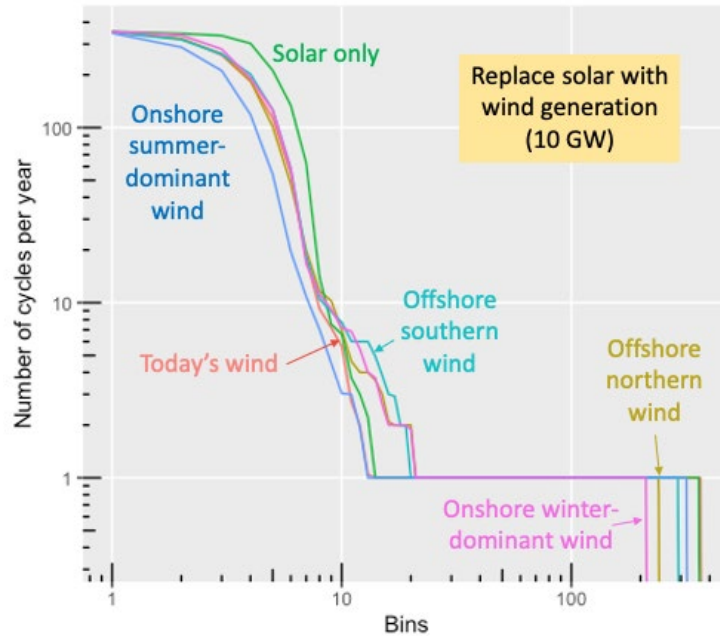 Solar only
Replace solar with
wind generation
(10 GW)
Onshore
summer-
dominant
wind
Today's wind
Offshore
southern
wind
Offshore
northern
wind
Onshore winter-
dominant wind
Number of cycles per year
100
10
1
1
10
100
Bins